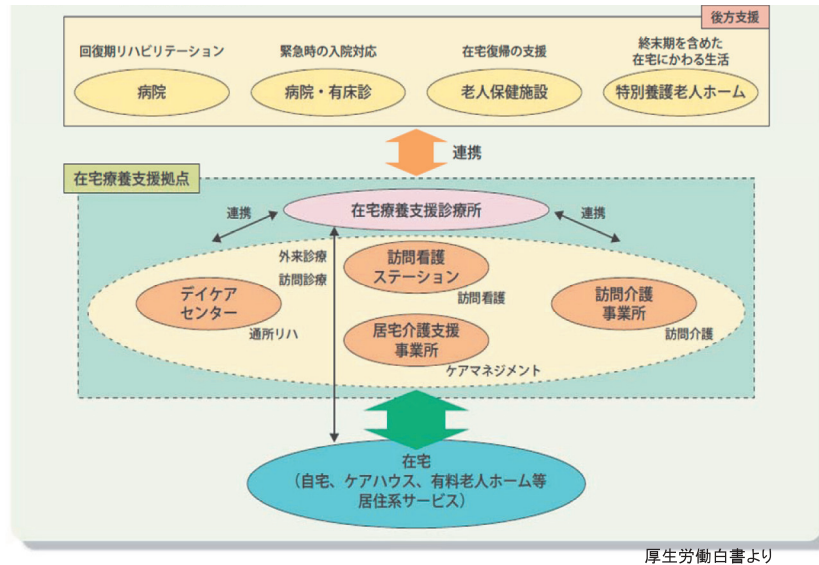 後方支援
回復期リハビリテーション
緊急時の入院対応
在宅復帰の支援
終末期を含めた
在宅にかわる生活
病院
病院・有床診
老人保健施設
特別養護老人ホーム
連携
在宅療養支援拠点
在宅療養支援診療所
連携
連携
外来診療
訪問診療
訪問看護
ステーション
訪問看護
デイケア
センター
通所リハ
訪問介護
事業所
訪問介護
居宅介護支援
事業所
ケアマネジメント
在宅
（自宅、ケアハウス、有料老人ホーム等
居住系サービス）
厚生労働白書より